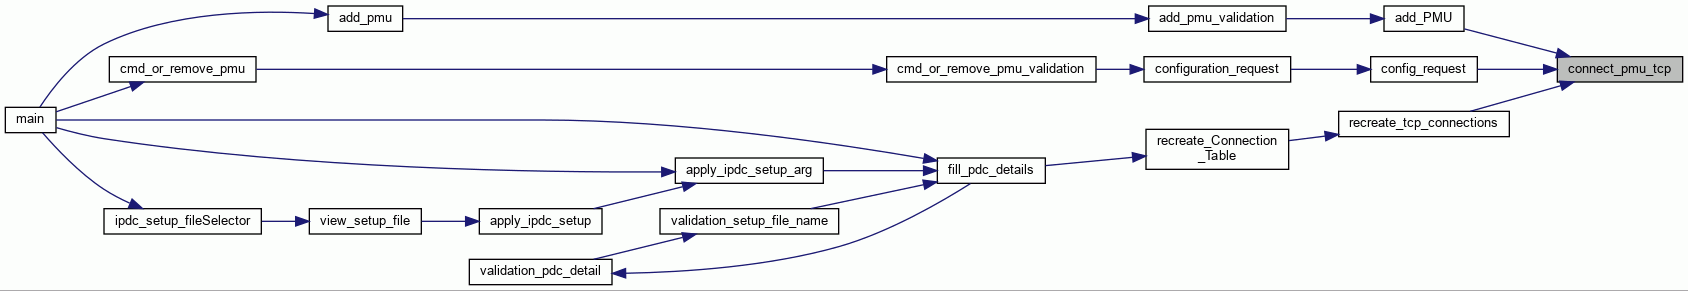 add_pmu
add_pmu_validation
add_PMU
cmd_or_remove_pmu
cmd_or_remove_pmu_validation
configuration_request
config_request
connect_pmu_tcp
main
recreate_tcp_connections
recreate_Connection
_Table
apply_ipdc_setup_arg
fill_pdc_details
ipdc_setup_fileSelector
view_setup_file
apply_ipdc_setup
validation_setup_file_name
validation_pdc_detail